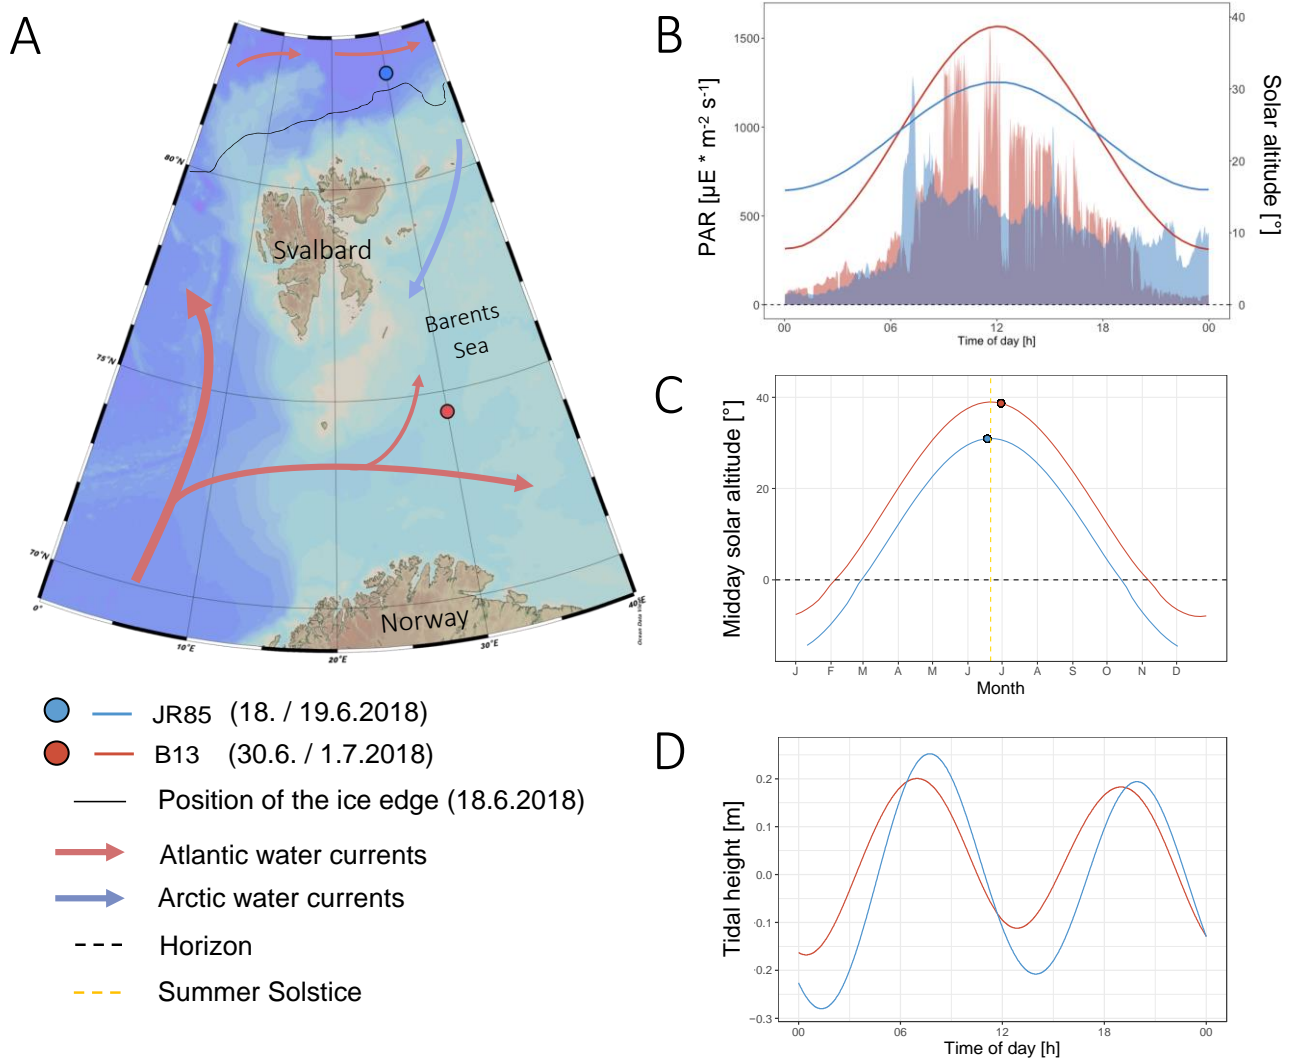 A
80°N
75°N
70°N
0°
10°E
20°E
30°E
40°E
Svalbard
Barents
Sea
Norway
JR85 (18. / 19.6.2018)
B13 (30.6. / 1.7.2018)
Position of the ice edge (18.6.2018)
Atlantic water currents
Arctic water currents
Horizon
Summer Solstice
B
PAR [µE * m-2 s-1]
1500
1000
500
0
40
30
20
10
0
Solar altitude [°]
00 06 12 18 00
Time of day [h]
C
Midday solar altitude [°]
40
20
0
J F M A M J J A S O N D
Month
D
Tidal height [m]
0.2
0.1
0.0
-0.1
-0.2
-0.3
00 06 12 18 00
Time of day [h]